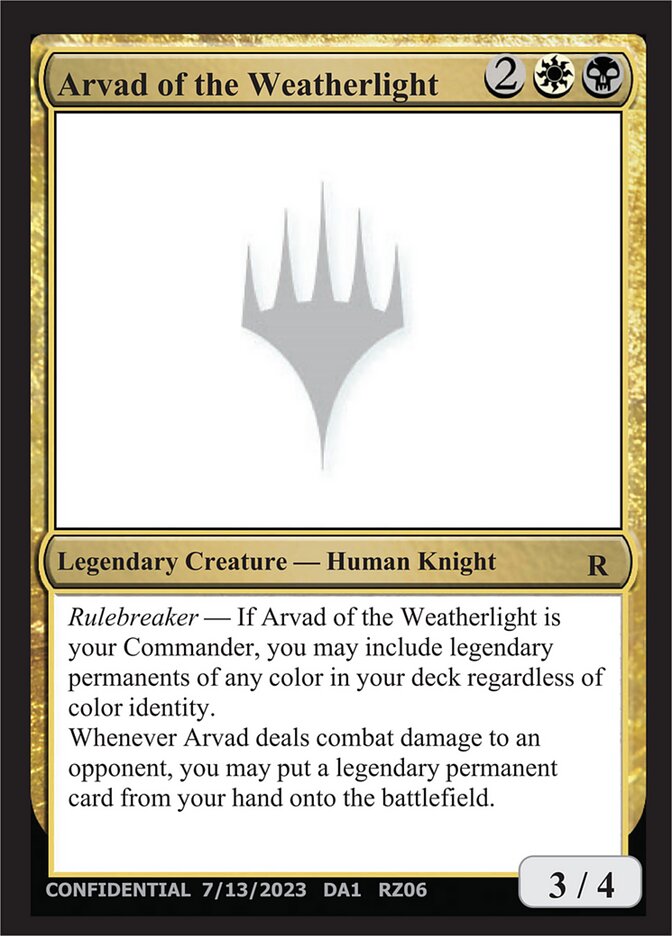 Arvad of the Weatherlight 2
Legendary Creature — Human Knight R
Rulebreaker — If Arvad of the Weatherlight is
your Commander, you may include legendary
permanents of any color in your deck regardless of
color identity.
Whenever Arvad deals combat damage to an
opponent, you may put a legendary permanent
card from your hand onto the battlefield.
3 / 4
CONFIDENTIAL 7/13/2023 DA1 RZ06